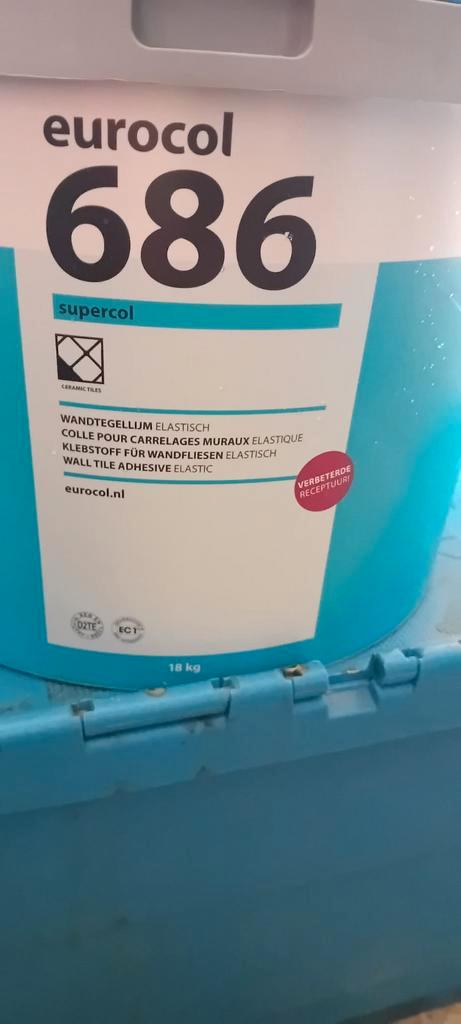 eurocol
686
supercol
CERAMIC TILES
WANDTEGELLIJM ELASTISCH
COLLE POUR CARRELAGES MURAUX ELASTIQUE
KLEBSTOFF FÜR WANDFLIESEN ELASTISCH
WALL TILE ADHESIVE ELASTIC
eurocol.nl
VERBETERDE
RECEPTUUR!
D2TE
EC1
18 kg